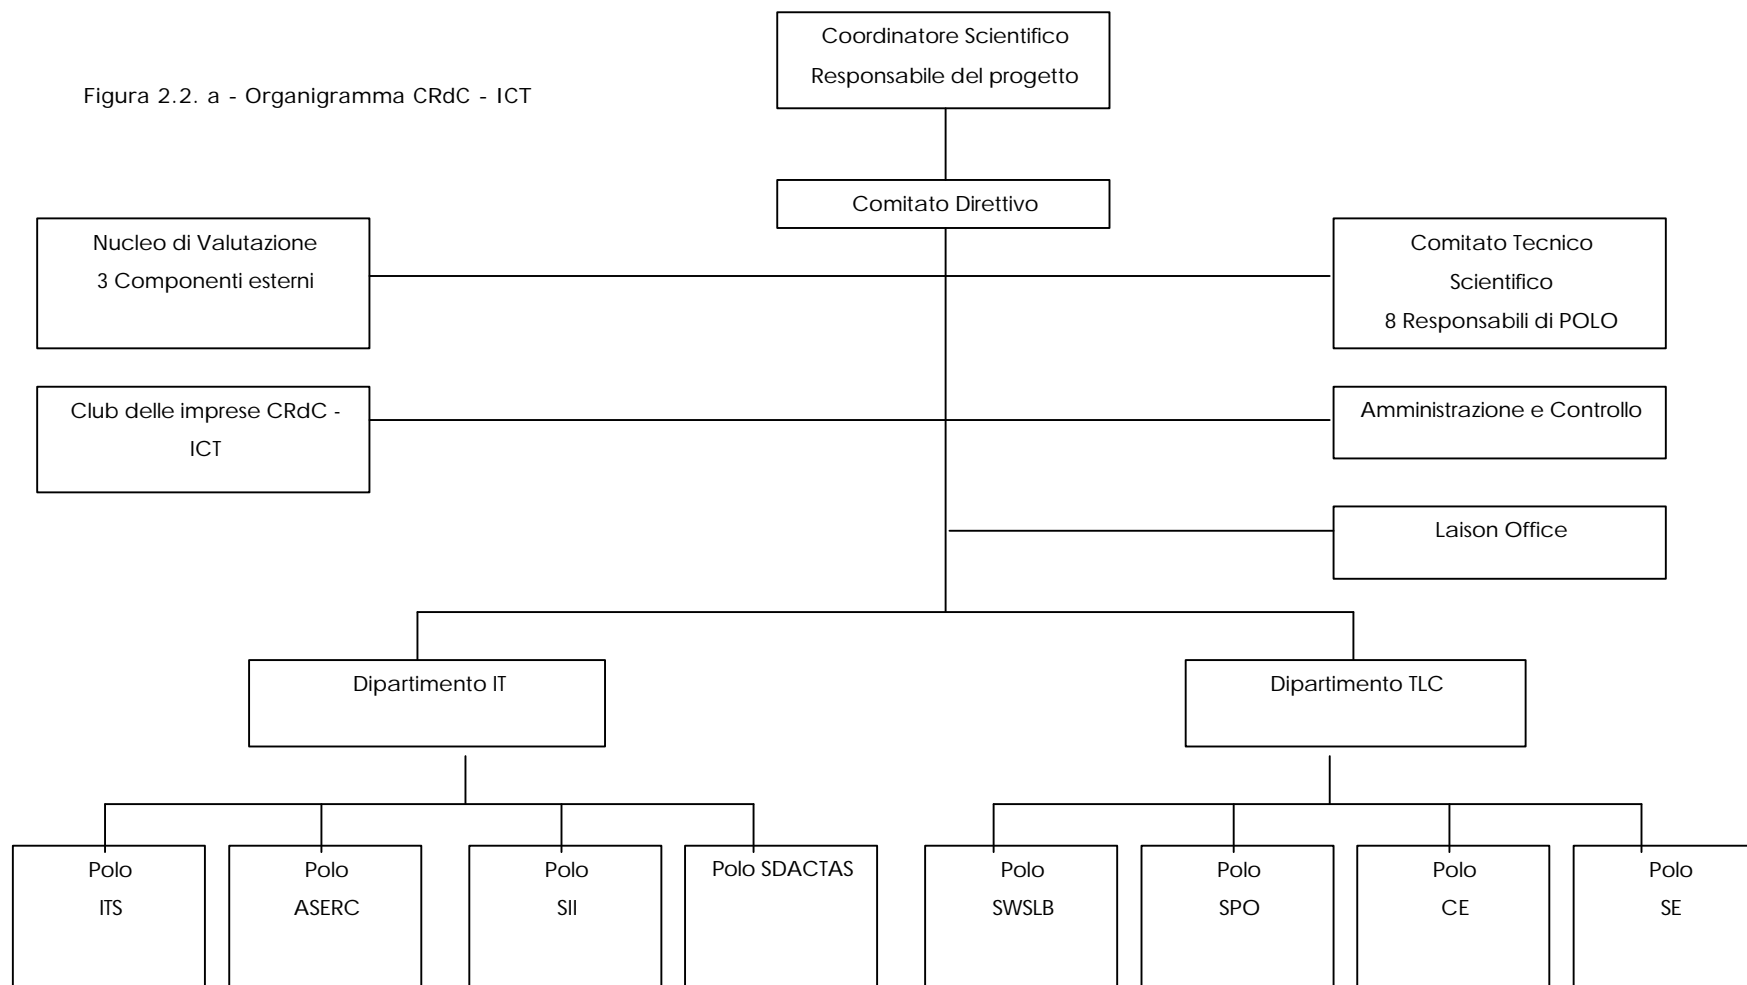 Coordinatore Scientifico
Responsabile del progetto
Figura 2.2. a - Organigramma CRdC - ICT
Comitato Direttivo
Nucleo di Valutazione
3 Componenti esterni
Comitato Tecnico
Scientifico
8 Responsabili di POLO
Club delle imprese CRdC -
ICT
Amministrazione e Controllo
Laison Office
Dipartimento IT
Dipartimento TLC
Polo
ITS
Polo
ASERC
Polo
SII
Polo SDACTAS
Polo
SWSLB
Polo
SPO
Polo
CE
Polo
SE